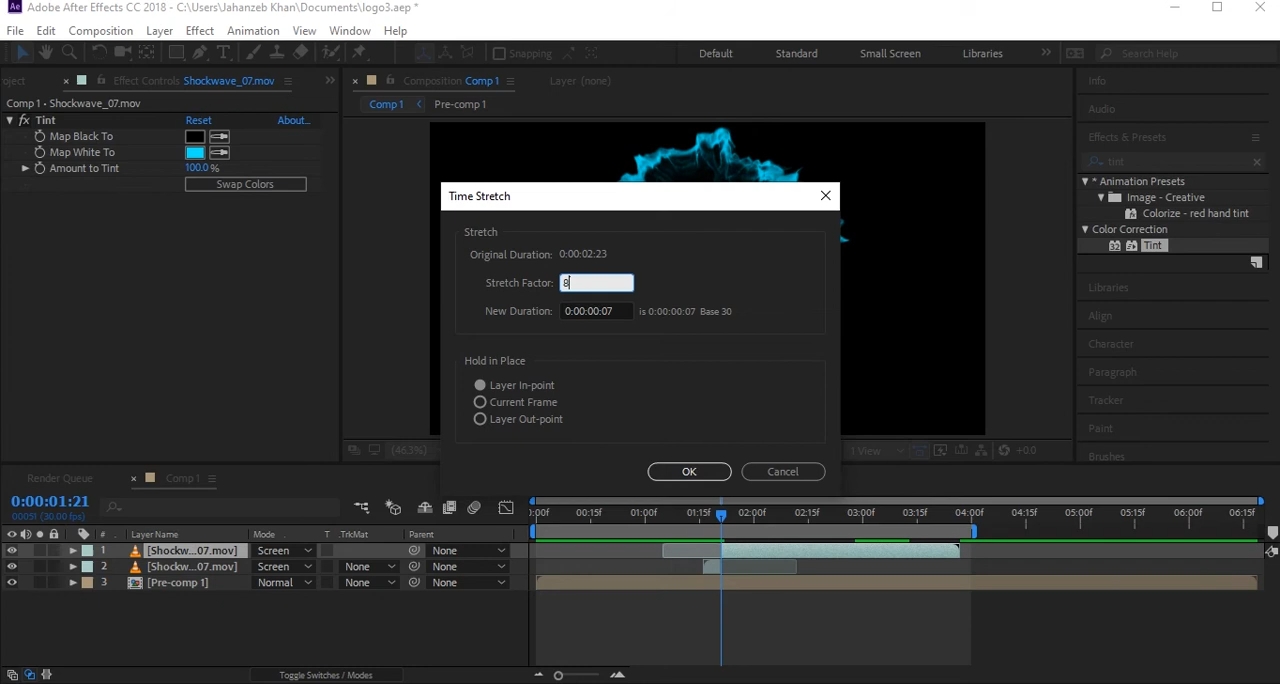 Adobe After Effects CC 2018 - C:\Users\Jahanzeb Khan\Documents\logo3.aep *
File Edit Composition Layer Effect Animation View Window Help
Snapping Default Standard Small Screen Libraries Search Help
oject Effect Controls Shockwave_07.mov Composition Comp 1 Layer (none) Info
Comp 1 Pre-comp 1
Comp 1 • Shockwave_07.mov
Audio
fx Tint Reset About...
Map Black To
Map White To
Amount to Tint 100.0 %
Swap Colors
Effects & Presets
tint
* Animation Presets
Image - Creative
Colorize - red hand tint
Color Correction
32 Tint
Libraries
Align
Character
Paragraph
Tracker
Paint
Brushes
Time Stretch
Stretch
Original Duration: 0:00:02:23
Stretch Factor: 8
New Duration: 0:00:00:07 is 0:00:00:07 Base 30
Hold in Place
Layer In-point
Current Frame
Layer Out-point
OK Cancel
(46.3%) 1 View +0.0
Render Queue Comp 1
0:00:01:21
00051 (30.00 fps)
:00f 00:15f 01:00f 01:15f 02:00f 02:15f 03:00f 03:15f 04:00f 04:15f 05:00f 05:15f 06:00f 06:15f
# Layer Name Mode T .TrkMat Parent
1 [Shockw...07.mov] Screen None
2 [Shockw...07.mov] Screen None None
3 [Pre-comp 1] Normal None None
Toggle Switches / Modes